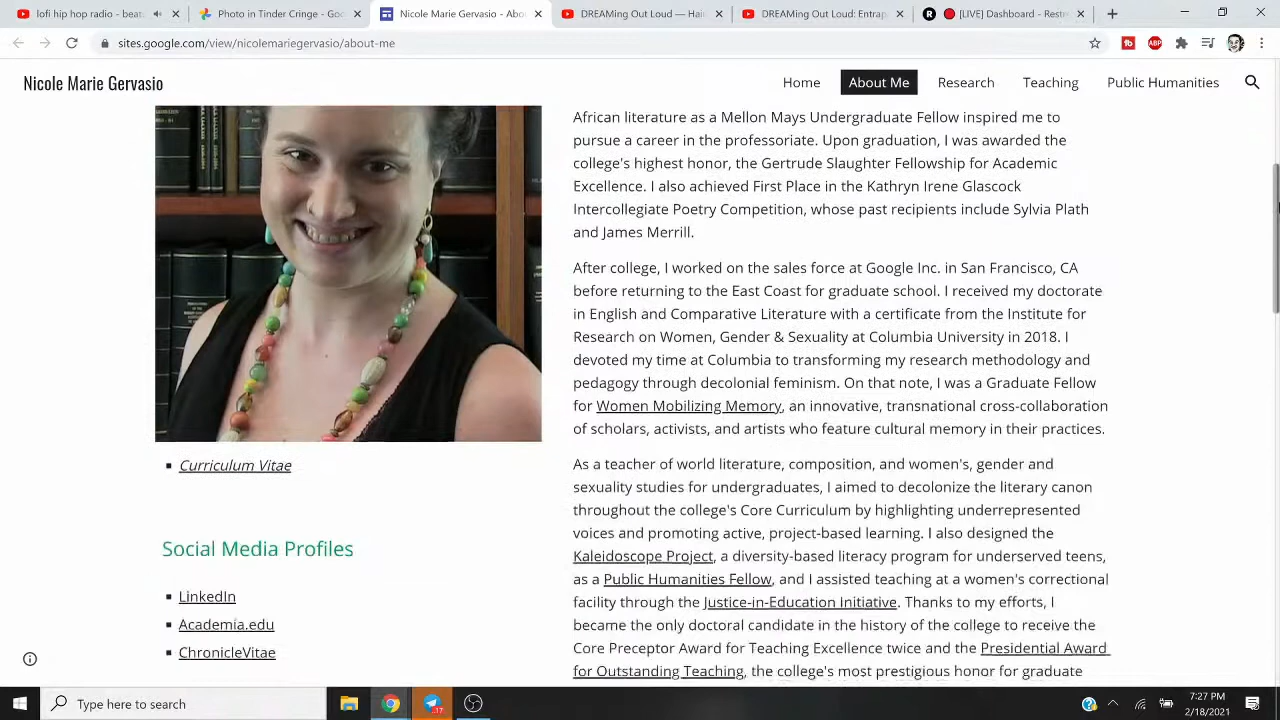 lofi hip hop radio - beats
Photo in Tinder - Goo
Nicole Marie Gervasio - Abo
DREAMing Out Loud — Hair
DREAMing Out Loud: Entrap
[LIVE] Dashboard - Restr
sites.google.com/view/nicolemariegervasio/about-me
Nicole Marie Gervasio
Home About Me Research Teaching Public Humanities
African literature as a Mellon Mays Undergraduate Fellow inspired me to
pursue a career in the professoriate. Upon graduation, I was awarded the
college's highest honor, the Gertrude Slaughter Fellowship for Academic
Excellence. I also achieved First Place in the Kathryn Irene Glascock
Intercollegiate Poetry Competition, whose past recipients include Sylvia Plath
and James Merrill.
After college, I worked on the sales force at Google Inc. in San Francisco, CA
before returning to the East Coast for graduate school. I received my doctorate
in English and Comparative Literature with a certificate from the Institute for
Research on Women, Gender & Sexuality at Columbia University in 2018. I
devoted my time at Columbia to transforming my research methodology and
pedagogy through decolonial feminism. On that note, I was a Graduate Fellow
for Women Mobilizing Memory, an innovative, transnational cross-collaboration
of scholars, activists, and artists who feature cultural memory in their practices.
As a teacher of world literature, composition, and women's, gender and
sexuality studies for undergraduates, I aimed to decolonize the literary canon
throughout the college's Core Curriculum by highlighting underrepresented
voices and promoting active, project-based learning. I also designed the
Kaleidoscope Project, a diversity-based literacy program for underserved teens,
as a Public Humanities Fellow, and I assisted teaching at a women's correctional
facility through the Justice-in-Education Initiative. Thanks to my efforts, I
became the only doctoral candidate in the history of the college to receive the
Core Preceptor Award for Teaching Excellence twice and the Presidential Award
for Outstanding Teaching, the college's most prestigious honor for graduate
Curriculum Vitae
Social Media Profiles
LinkedIn
Academia.edu
ChronicleVitae
Type here to search
7:27 PM
2/18/2021